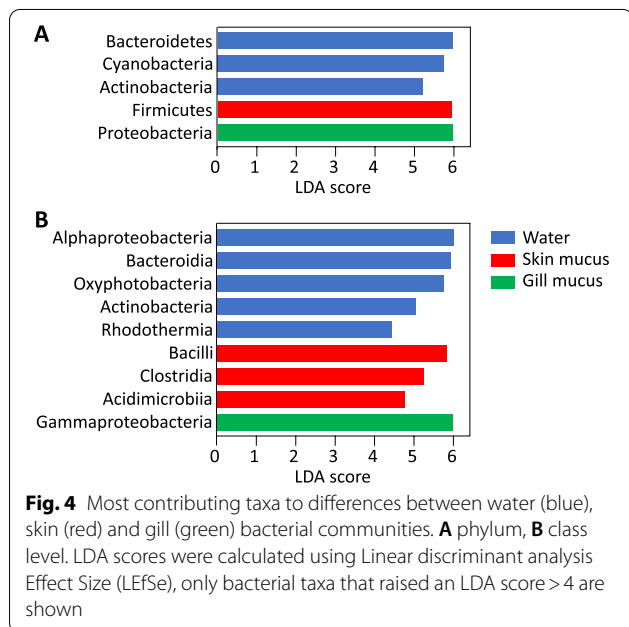 A
Bacteroidetes
Cyanobacteria
Actinobacteria
Firmicutes
Proteobacteria
0 1 2 3 4 5 6
LDA score
B
Alphaproteobacteria
Bacteroidia
Oxyphotobacteria
Actinobacteria
Rhodothermia
Bacilli
Clostridia
Acidimicrobiia
Gammaproteobacteria
0 1 2 3 4 5 6
LDA score
Water
Skin mucus
Gill mucus
Fig. 4 Most contributing taxa to differences between water (blue),
skin (red) and gill (green) bacterial communities. A phylum, B class
level. LDA scores were calculated using Linear discriminant analysis
Effect Size (LEfSe), only bacterial taxa that raised an LDA score > 4 are
shown